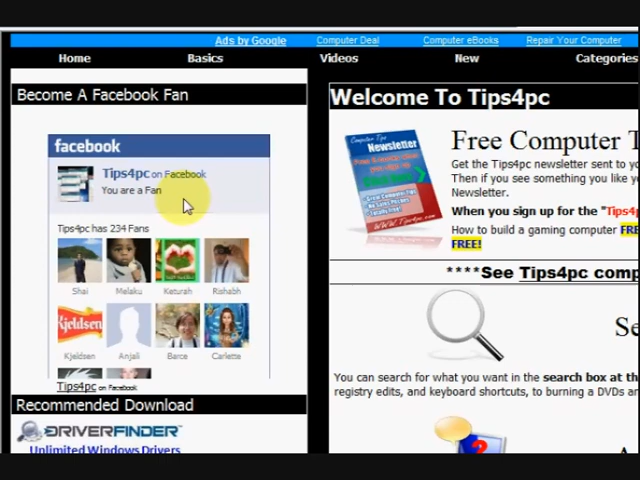 Ads by Google Computer Deal Computer eBooks Repair Your Computer
Home Basics Videos New Categories
Become A Facebook Fan
facebook
Tips4pc on Facebook
You are a Fan
Tips4pc has 234 Fans
Shai Melaku Keturah Rishabh
Kjeldsen
Kjeldsen Anjali Barce Carlette
Tips4pc on Facebook
Recommended Download
DRIVERFINDER
Unlimited Windows Drivers
Welcome To Tips4pc
Computer Tips
Newsletter
Free Computer T
Get the Tips4pc newsletter sent to yo
Then if you see something you like y
Newsletter.
When you sign up for the "Tips4p
How to build a gaming computer FRE
FREE!
****See Tips4pc comp
Se
You can search for what you want in the search box at th
registry edits, and keyboard shortcuts, to burning a DVDs an